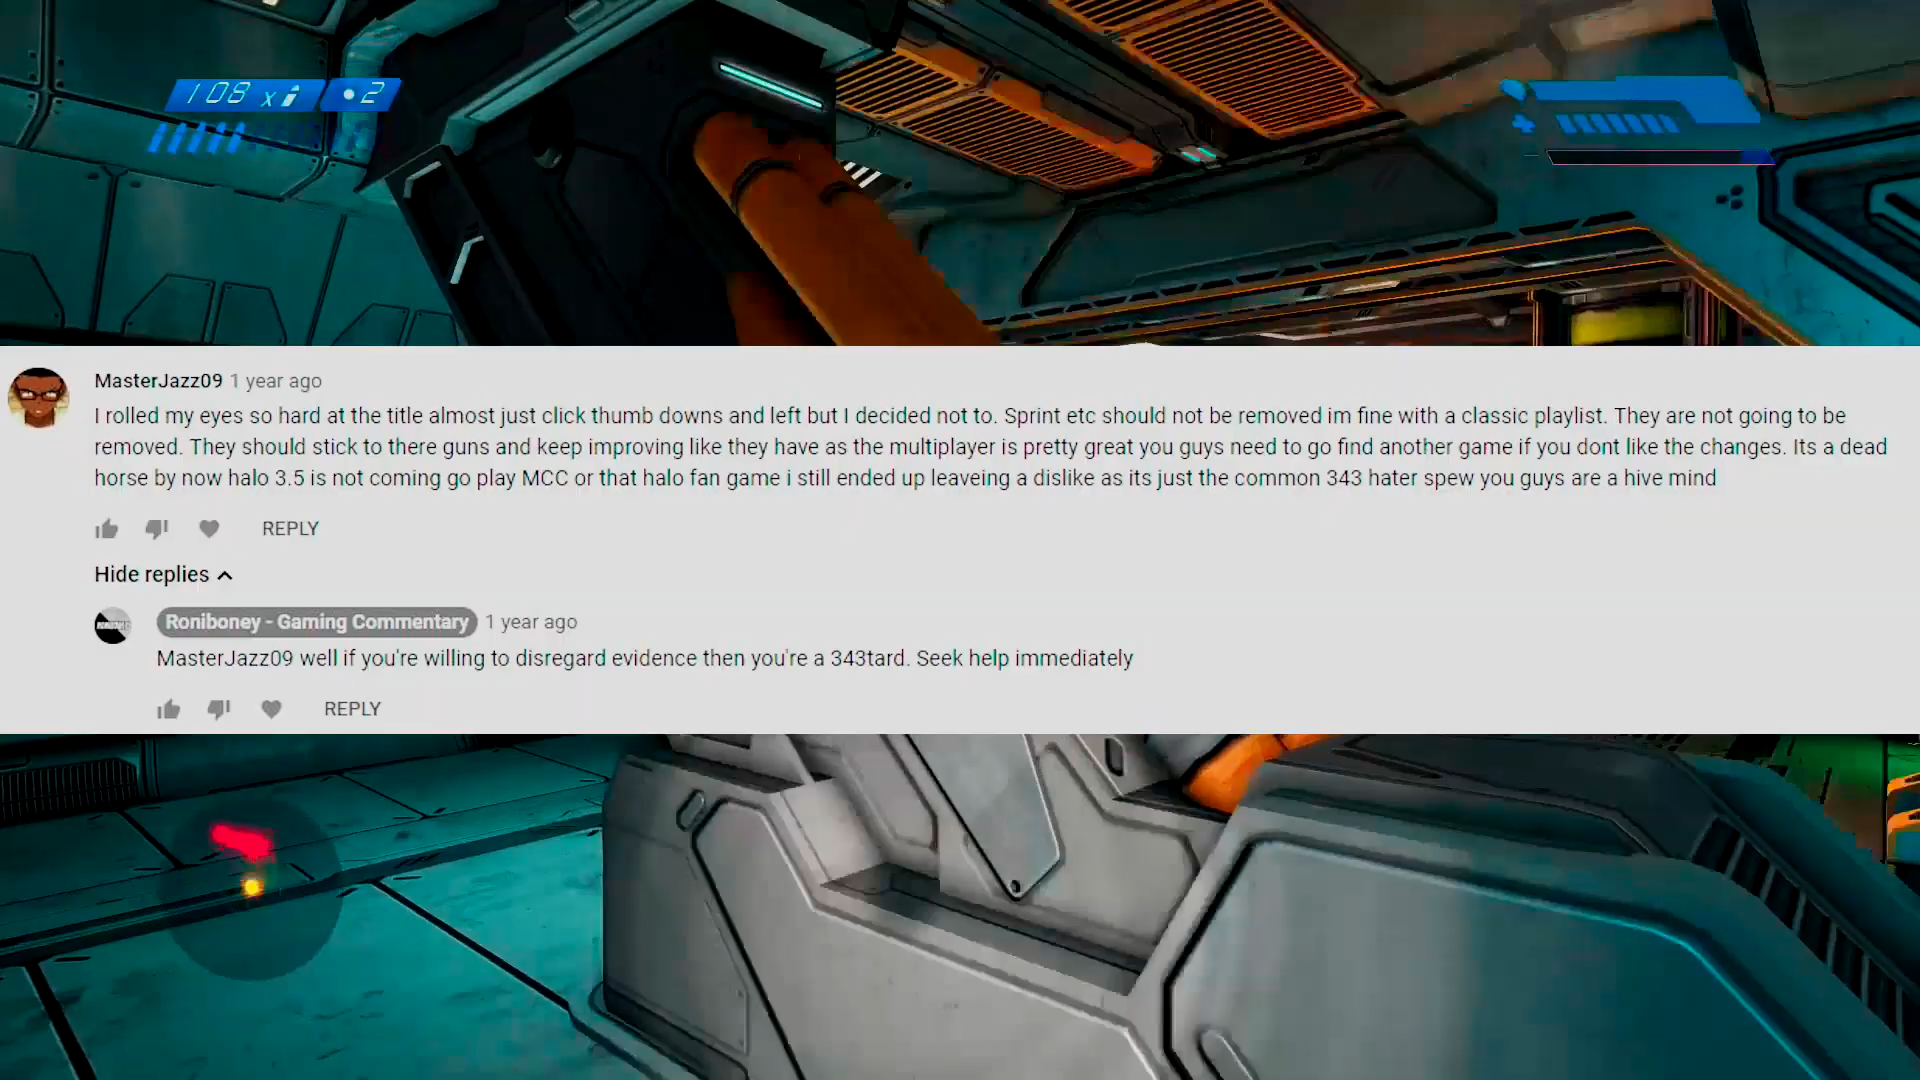 108 x 2
MasterJazz09 1 year ago
I rolled my eyes so hard at the title almost just click thumb downs and left but I decided not to. Sprint etc should not be removed im fine with a classic playlist. They are not going to be
removed. They should stick to there guns and keep improving like they have as the multiplayer is pretty great you guys need to go find another game if you dont like the changes. Its a dead
horse by now halo 3.5 is not coming go play MCC or that halo fan game i still ended up leaveing a dislike as its just the common 343 hater spew you guys are a hive mind
REPLY
Hide replies
Roniboney - Gaming Commentary 1 year ago
MasterJazz09 well if you're willing to disregard evidence then you're a 343tard. Seek help immediately
REPLY